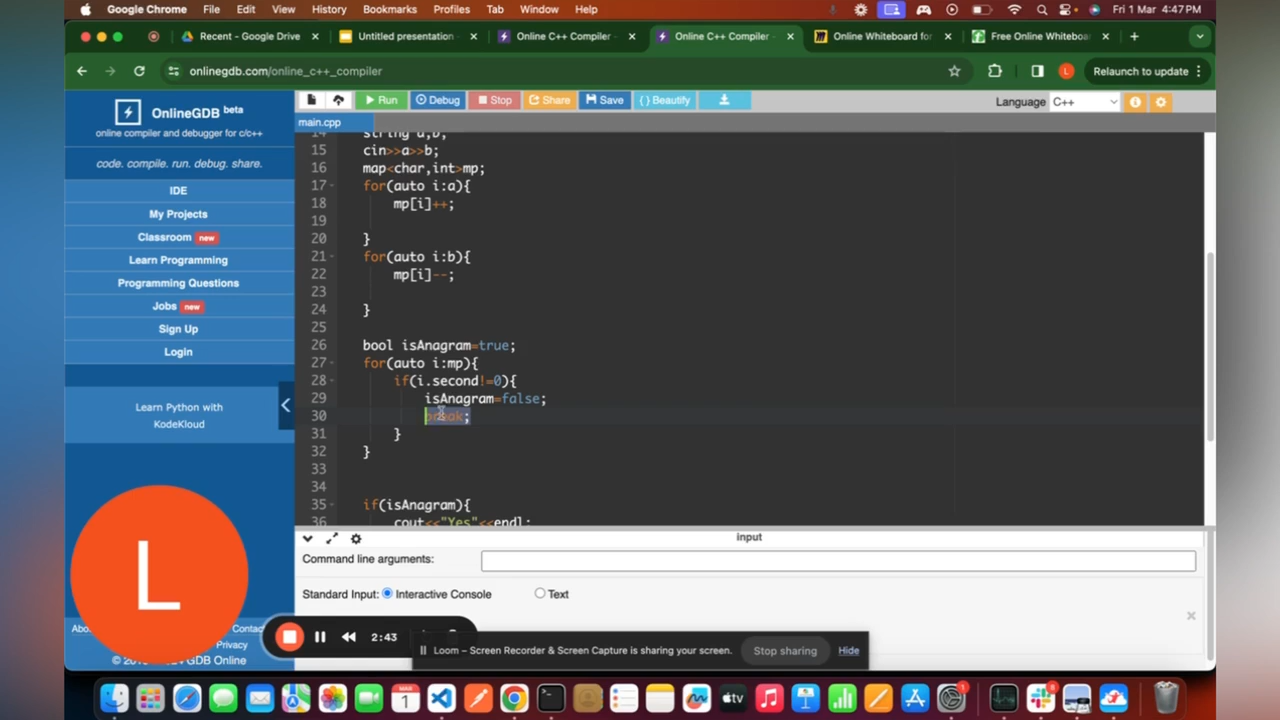 Google Chrome File Edit View History Bookmarks Profiles Tab Window Help Fri 1 Mar 4:47 PM
Recent - Google Drive × Untitled presentation - × Online C++ Compiler - × Online C++ Compiler - × Online Whiteboard for × Free Online Whiteboa × +
onlinegdb.com/online_c++_compiler L Relaunch to update
OnlineGDB beta
online compiler and debugger for c/c++
code. compile. run. debug. share.
IDE
My Projects
Classroom new
Learn Programming
Programming Questions
Jobs new
Sign Up
Login
Learn Python with
KodeKloud
L
Contac
Privacy
GDB Online
Run Debug Stop Share Save { } Beautify Language C++
main.cpp
14 string a,b;
15 cin>>a>>b;
16 map<char,int>mp;
17 for(auto i:a){
18 mp[i]++;
19
20 }
21 for(auto i:b){
22 mp[i]--;
23
24 }
25
26 bool isAnagram=true;
27 for(auto i:mp){
28 if(i.second!=0){
29 isAnagram=false;
30 break;
31 }
32 }
33
34
35 if(isAnagram){
36 cout<<"Yes"<<endl;
input
Command line arguments:
Standard Input: Interactive Console Text
2:43
Loom – Screen Recorder & Screen Capture is sharing your screen. Stop sharing Hide